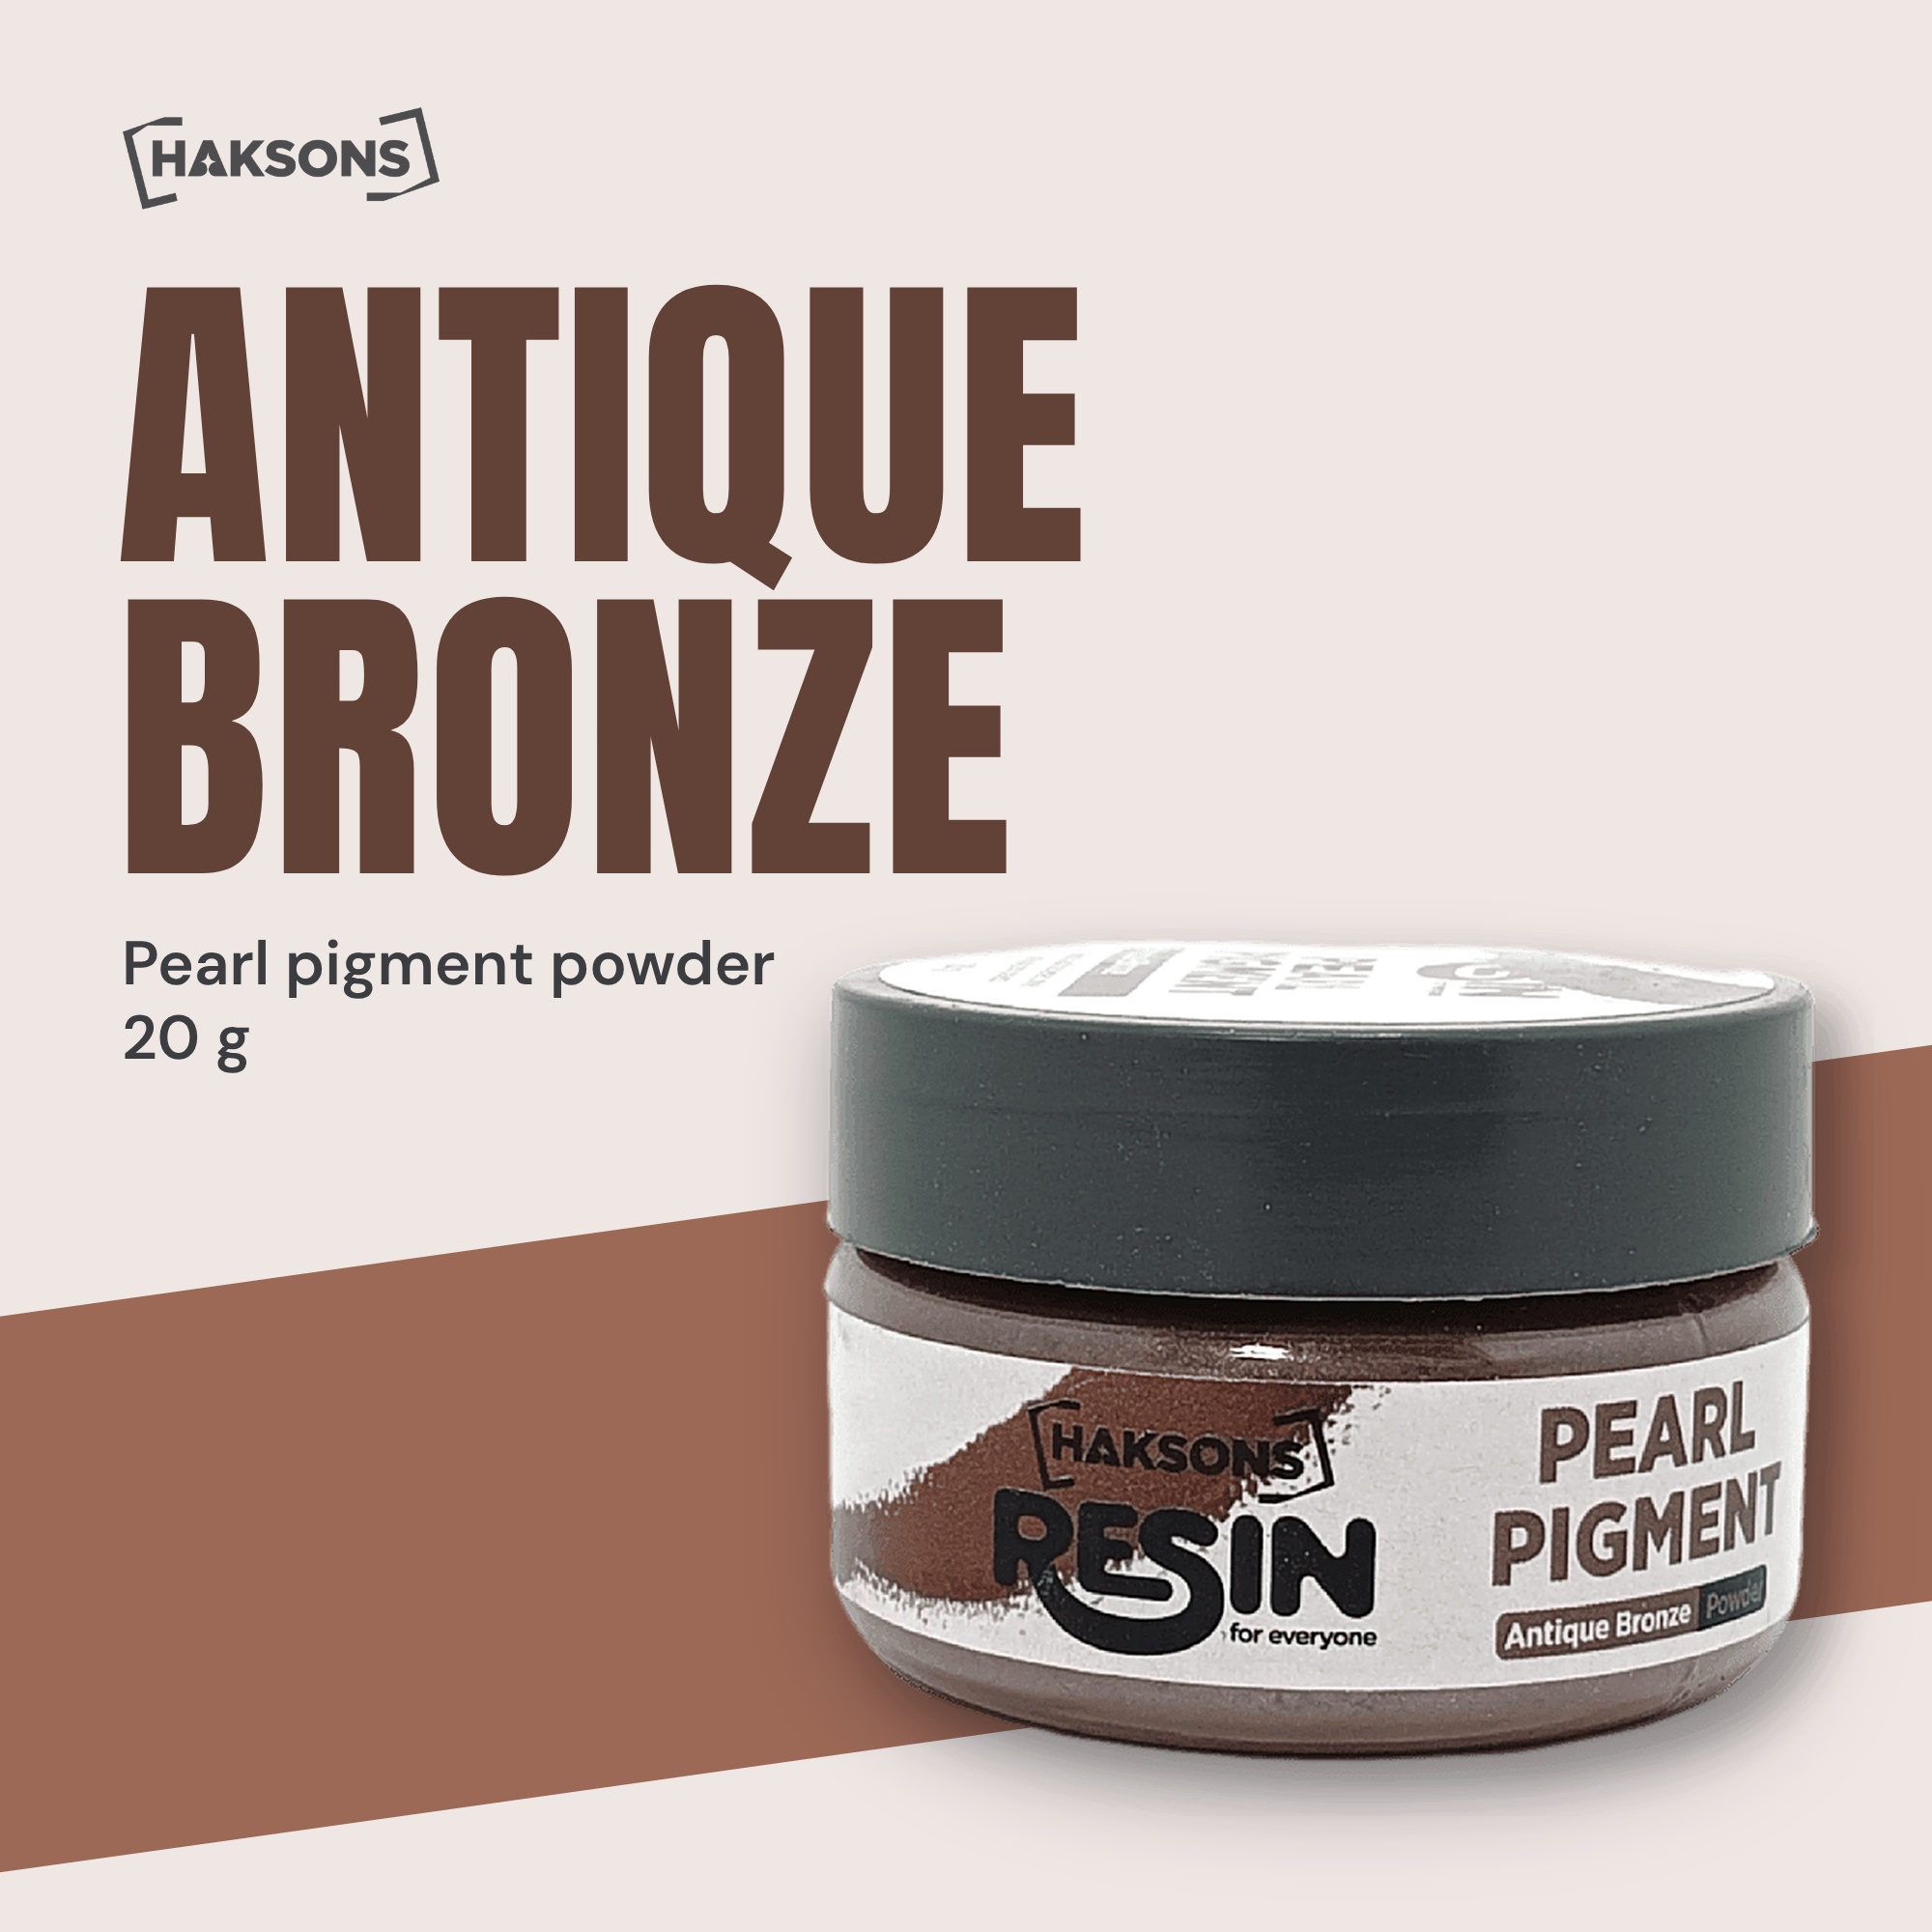 HAKSONS
ANTIQUE
BRONZE
Pearl pigment powder
20 g
HAKSONS
RESIN
for everyone
PEARL
PIGMENT
Antique Bronze Powder